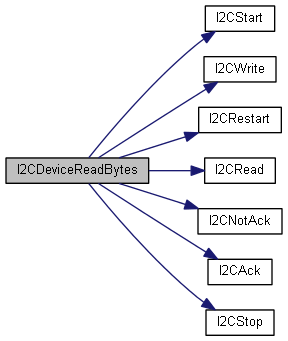 I2CStart
I2CWrite
I2CRestart
I2CDeviceReadBytes
I2CRead
I2CNotAck
I2CAck
I2CStop